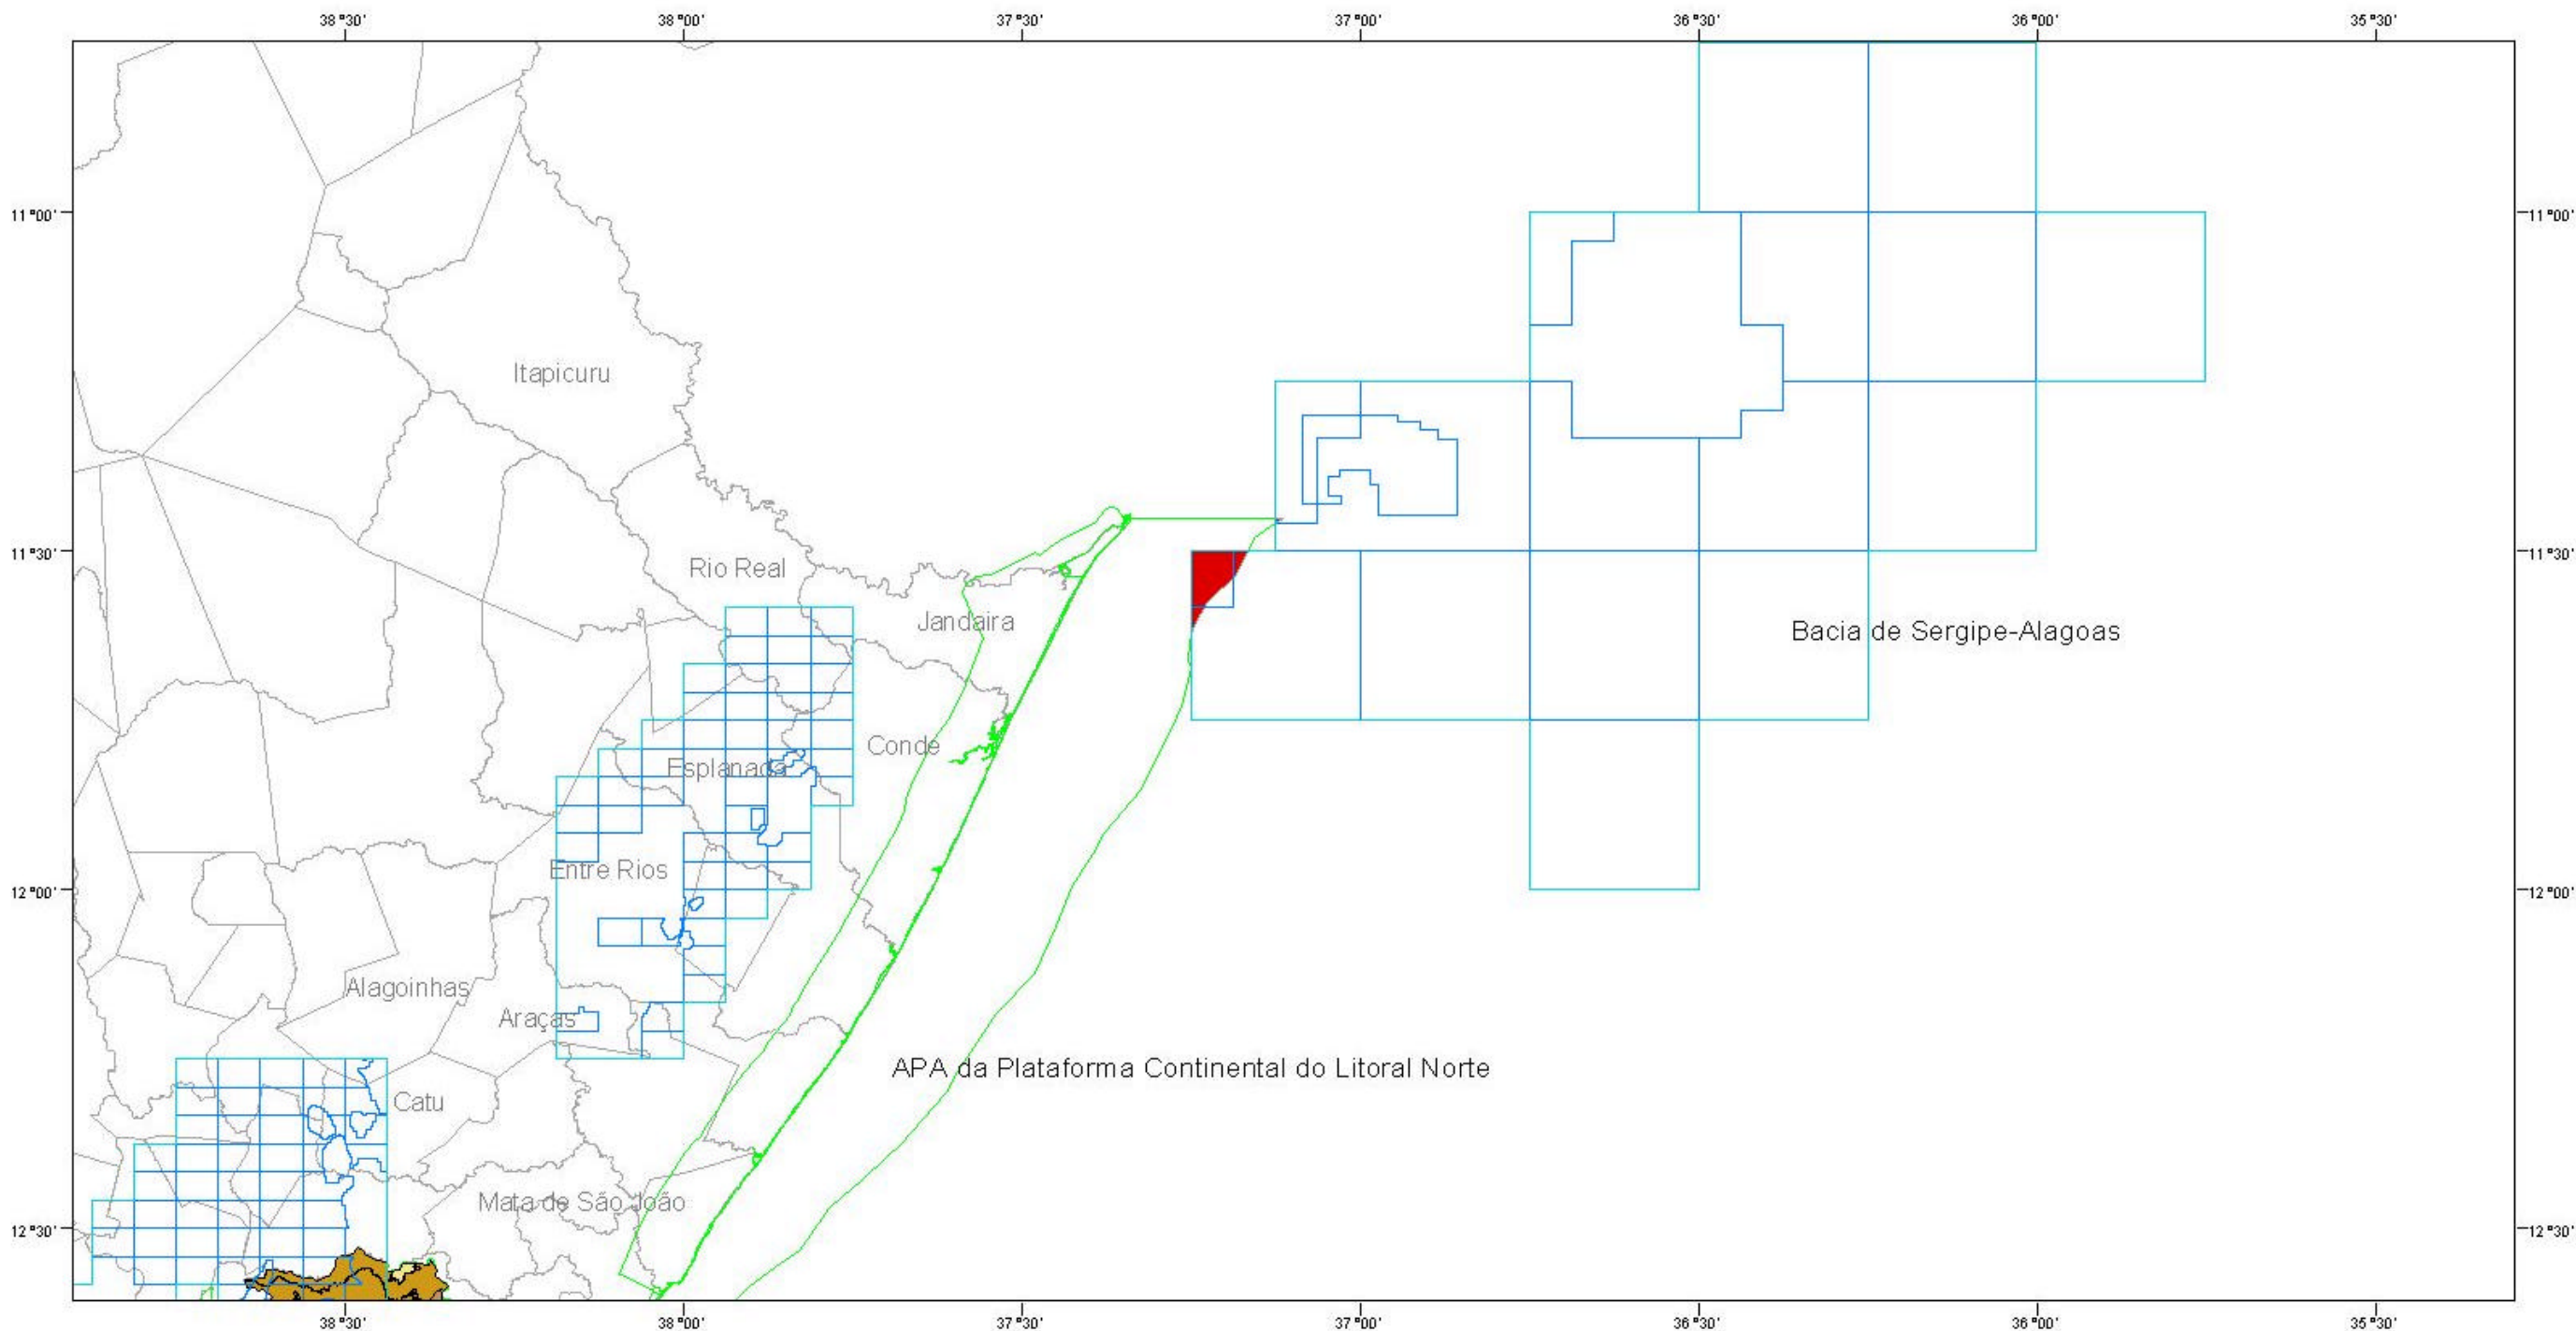 38°30' 38°00' 37°30' 37°00' 36°30' 36°00' 35°30'
11°00' 11°00'
Itapicuru
11°30' 11°30'
Rio Real
Jandaira
Bacia de Sergipe-Alagoas
Conde
Esplanada
Entre Rios
12°00' 12°00'
Alagoinhas
Araças
APA da Plataforma Continental do Litoral Norte
Catu
Mata de São João
12°30' 12°30'
38°30' 38°00' 37°30' 37°00' 36°30' 36°00' 35°30'